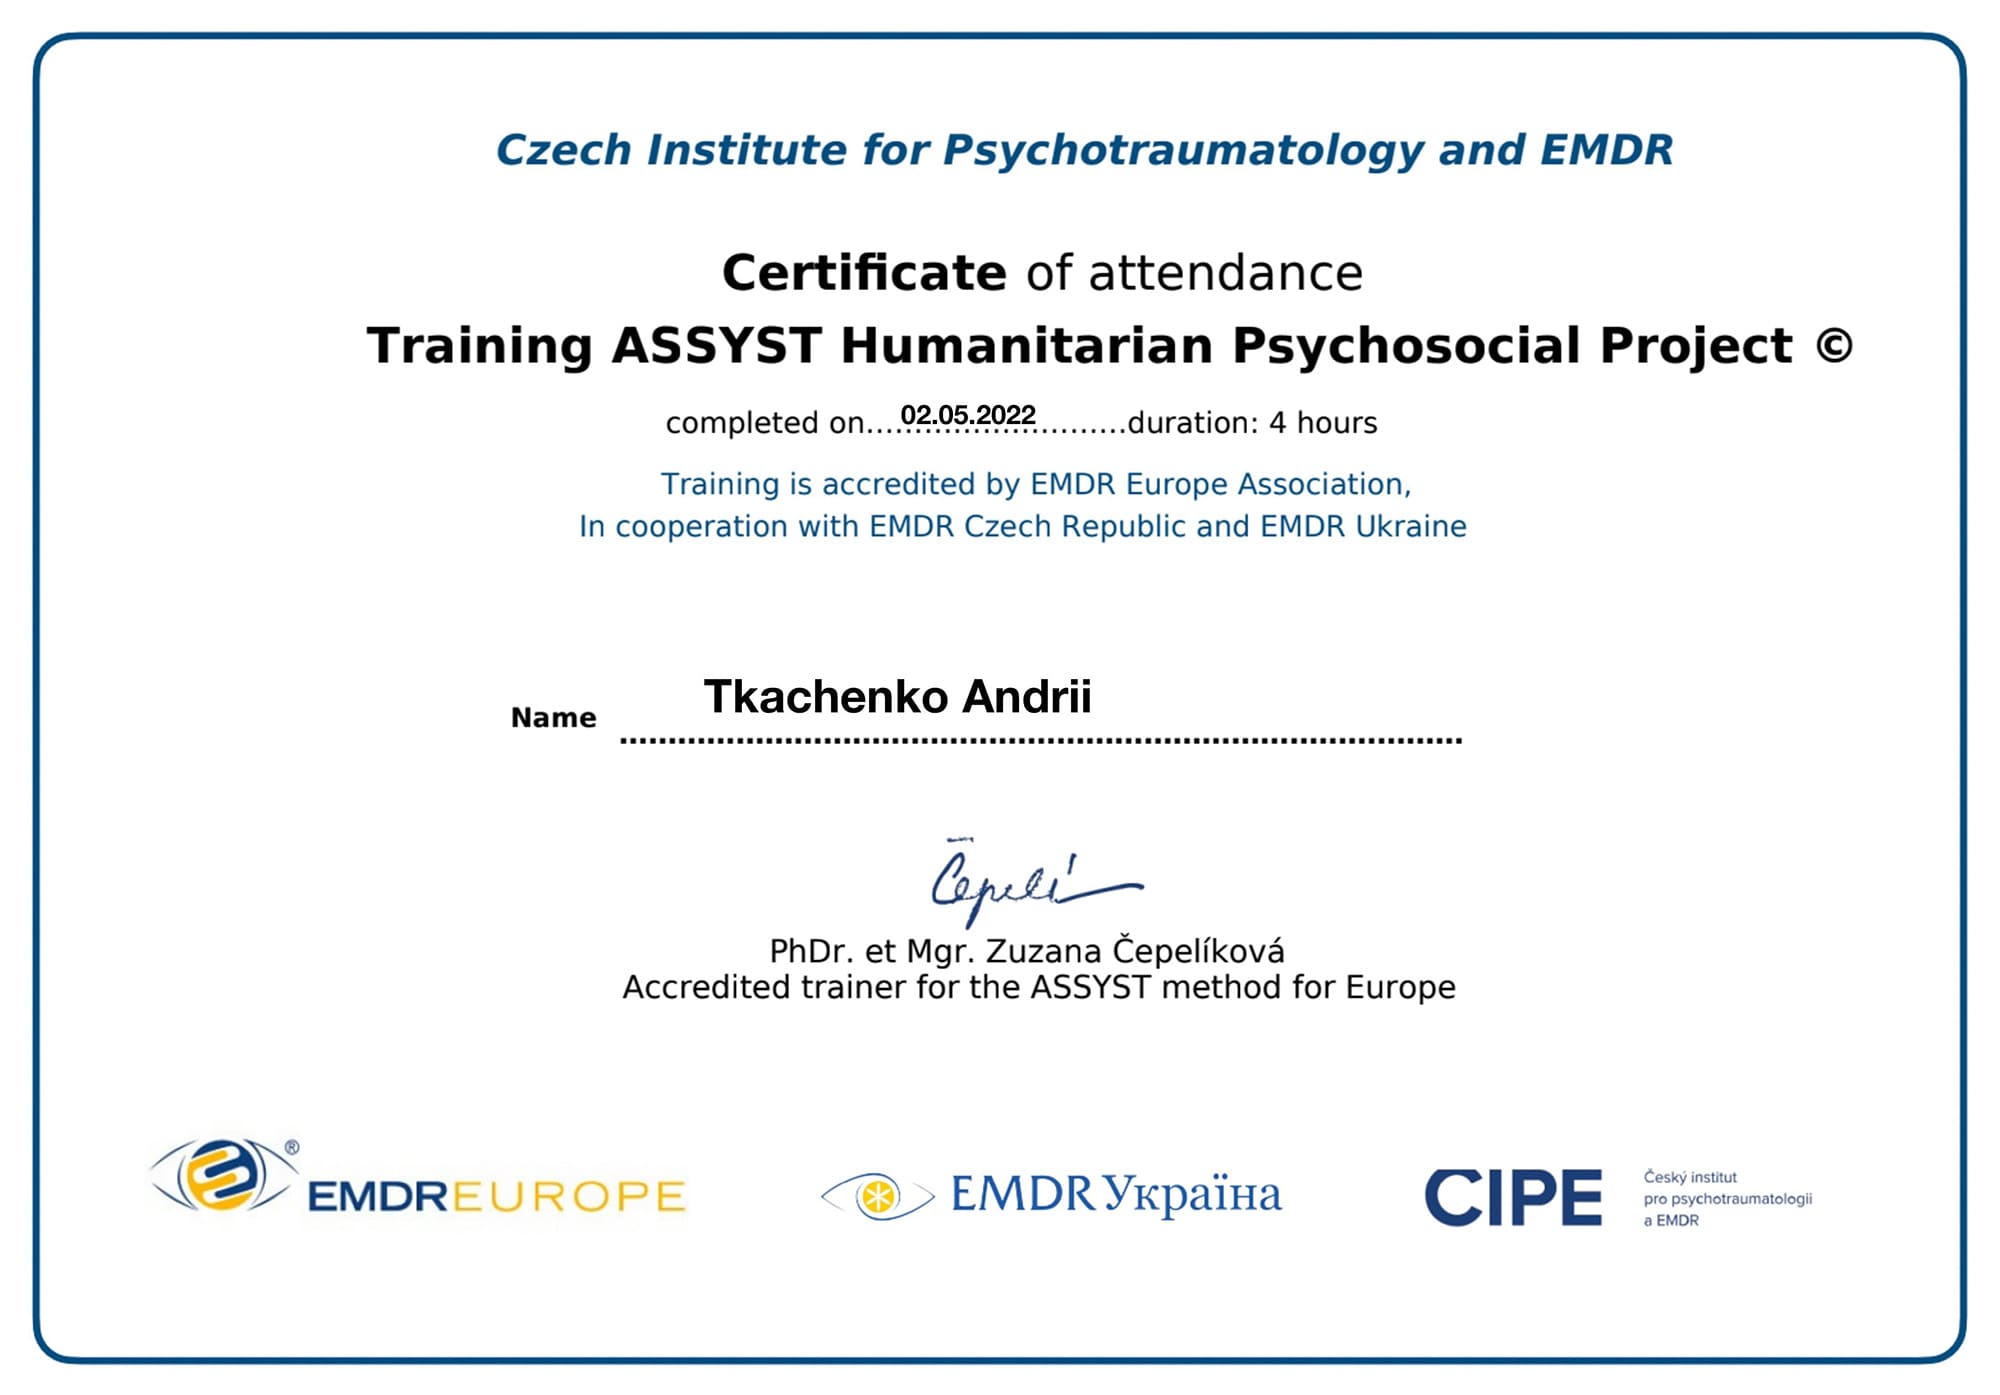 Czech Institute for Psychotraumatology and EMDR
Certificate of attendance
Training ASSYST Humanitarian Psychosocial Project ©
completed on....02.05.2022.........duration: 4 hours
Training is accredited by EMDR Europe Association,
In cooperation with EMDR Czech Republic and EMDR Ukraine
Name Tkachenko Andrii
Čepelí
PhDr. et Mgr. Zuzana Čepelíková
Accredited trainer for the ASSYST method for Europe
® EMDREUROPE
EMDR Україна
CIPE
Český institut
pro psychotraumatologii
a EMDR